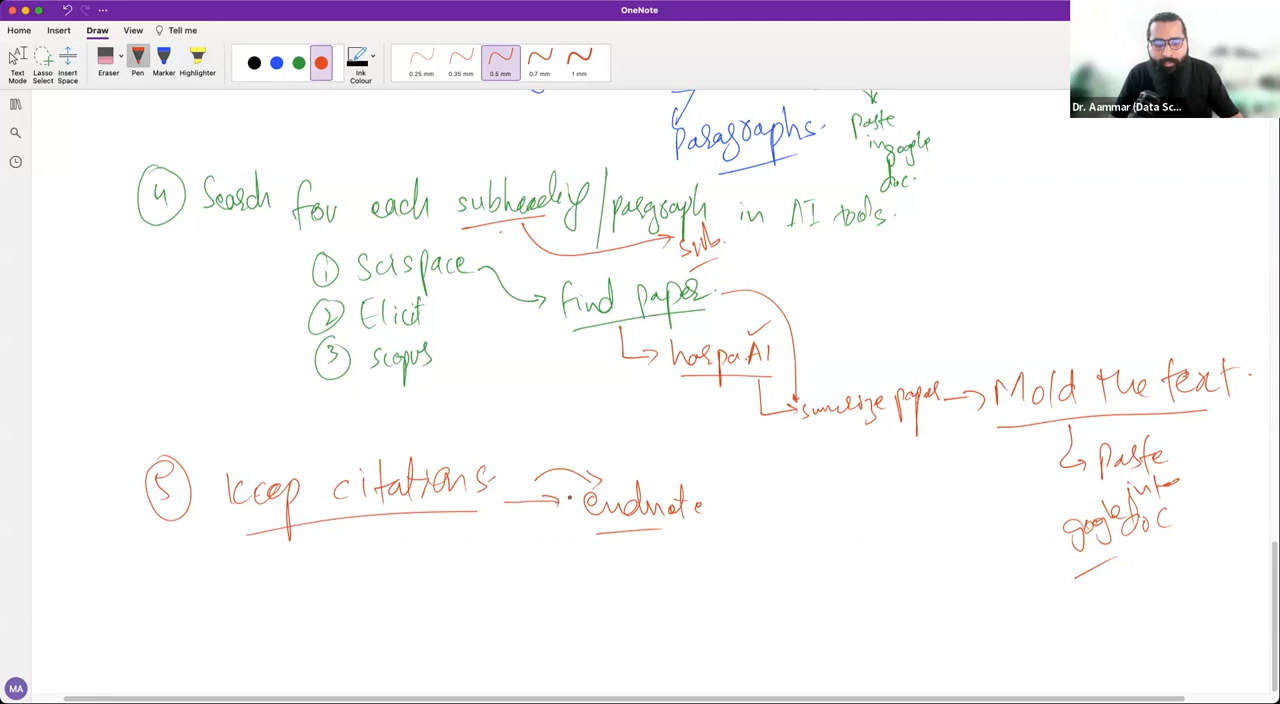 OneNote
Home Insert Draw View Tell me
Text Mode
Lasso Select
Insert Space
Eraser
Pen
Marker
Highlighter
Ink Colour
0.25 mm
0.35 mm
0.5 mm
0.7 mm
1 mm
Dr. Aammar (Data Sc...
Paragraphs.
paste
in google
doc.
4 Search for each subheading/paragraph in AI tools.
sub.
1 Scispace
find paper.
2 Elicit
harpa.AI
3 scopus
Mold the text.
paste
into
google doc
5 keep citations
endnote
MA